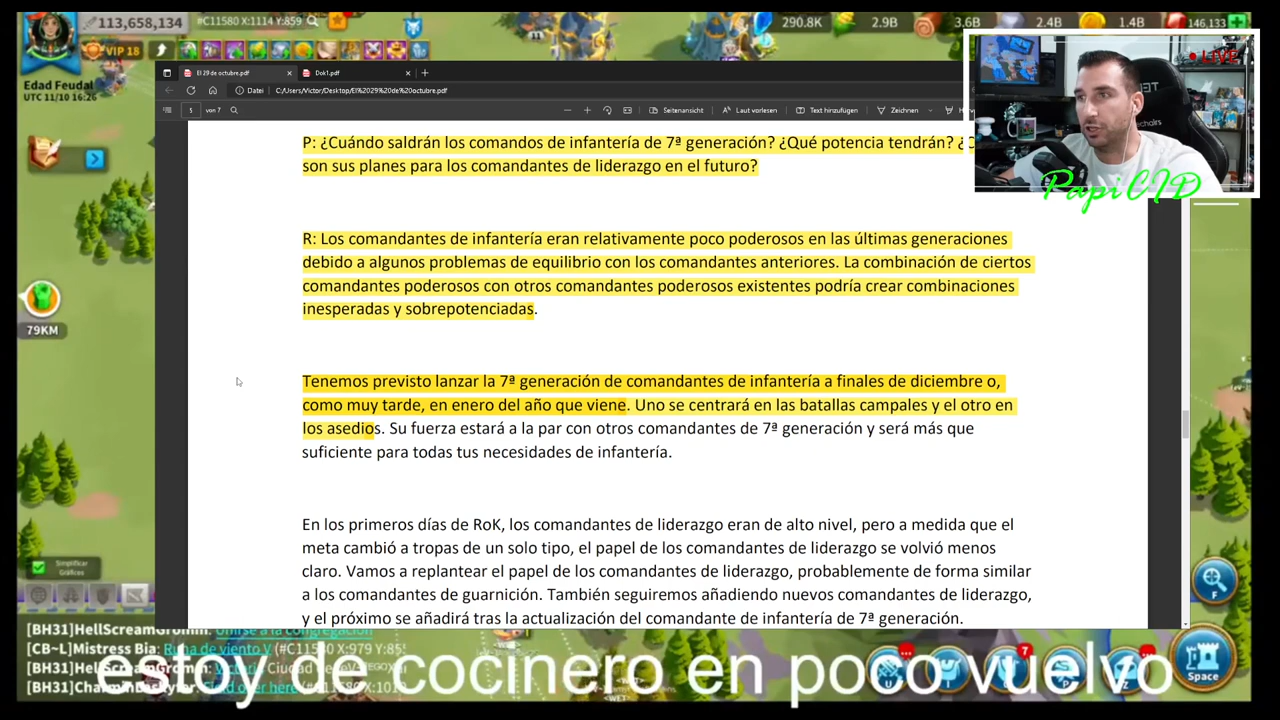 113,658,134
#C11580 X:1114 Y:859
290.8K
2.9B
3.6B
2.4B
1.4B
146,133
VIP 18
LIVE
Edad Feudal
UTC 11/10 16:26
El 29 de octubre.pdf
Dok1.pdf
Datei
C:/Users/Victor/Desktop/El%2029%20de%20octubre.pdf
5 von 7
Seitenansicht
Laut vorlesen
Text hinzufügen
Zeichnen
P: ¿Cuándo saldrán los comandos de infantería de 7ª generación? ¿Qué potencia tendrán?
son sus planes para los comandantes de liderazgo en el futuro?
PapiCID
R: Los comandantes de infantería eran relativamente poco poderosos en las últimas generaciones
debido a algunos problemas de equilibrio con los comandantes anteriores. La combinación de ciertos
comandantes poderosos con otros comandantes poderosos existentes podría crear combinaciones
inesperadas y sobrepotenciadas.
79KM
Tenemos previsto lanzar la 7ª generación de comandantes de infantería a finales de diciembre o,
como muy tarde, en enero del año que viene. Uno se centrará en las batallas campales y el otro en
los asedios. Su fuerza estará a la par con otros comandantes de 7ª generación y será más que
suficiente para todas tus necesidades de infantería.
En los primeros días de RoK, los comandantes de liderazgo eran de alto nivel, pero a medida que el
meta cambió a tropas de un solo tipo, el papel de los comandantes de liderazgo se volvió menos
claro. Vamos a replantear el papel de los comandantes de liderazgo, probablemente de forma similar
a los comandantes de guarnición. También seguiremos añadiendo nuevos comandantes de liderazgo,
y el próximo se añadirá tras la actualización del comandante de infantería de 7ª generación.
Simplificar
Gráficos
F
[BH31]HellScreamGromm: Unirse a la congregación
[CB~L]Mistress Bia: Runa de viento V (#C11580 X:979 Y:85
7
Space
estoy de cocinero en poco vuelvo